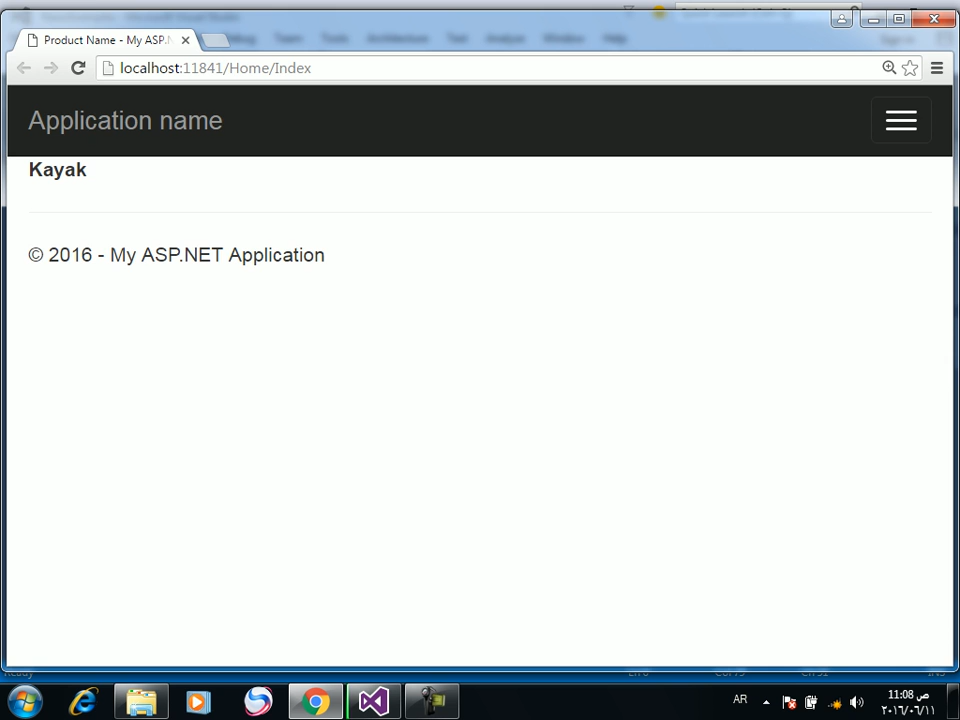 Product Name - My ASP.N
localhost:11841/Home/Index
Application name
Kayak
© 2016 - My ASP.NET Application
AR
11:08 ص
٢٠١٦/٠٦/١١